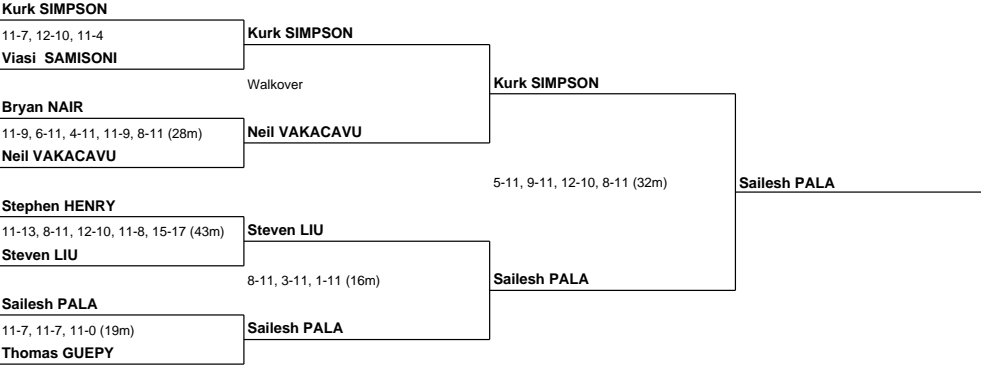 Kurk SIMPSON
11-7, 12-10, 11-4
Viasi  SAMISONI
Bryan NAIR
11-9, 6-11, 4-11, 11-9, 8-11 (28m)
Neil VAKACAVU
Stephen HENRY
11-13, 8-11, 12-10, 11-8, 15-17 (43m)
Steven LIU
Sailesh PALA
11-7, 11-7, 11-0 (19m)
Thomas GUEPY
Kurk SIMPSON
Walkover
Neil VAKACAVU
Steven LIU
8-11, 3-11, 1-11 (16m)
Sailesh PALA
Kurk SIMPSON
5-11, 9-11, 12-10, 8-11 (32m)
Sailesh PALA
Sailesh PALA